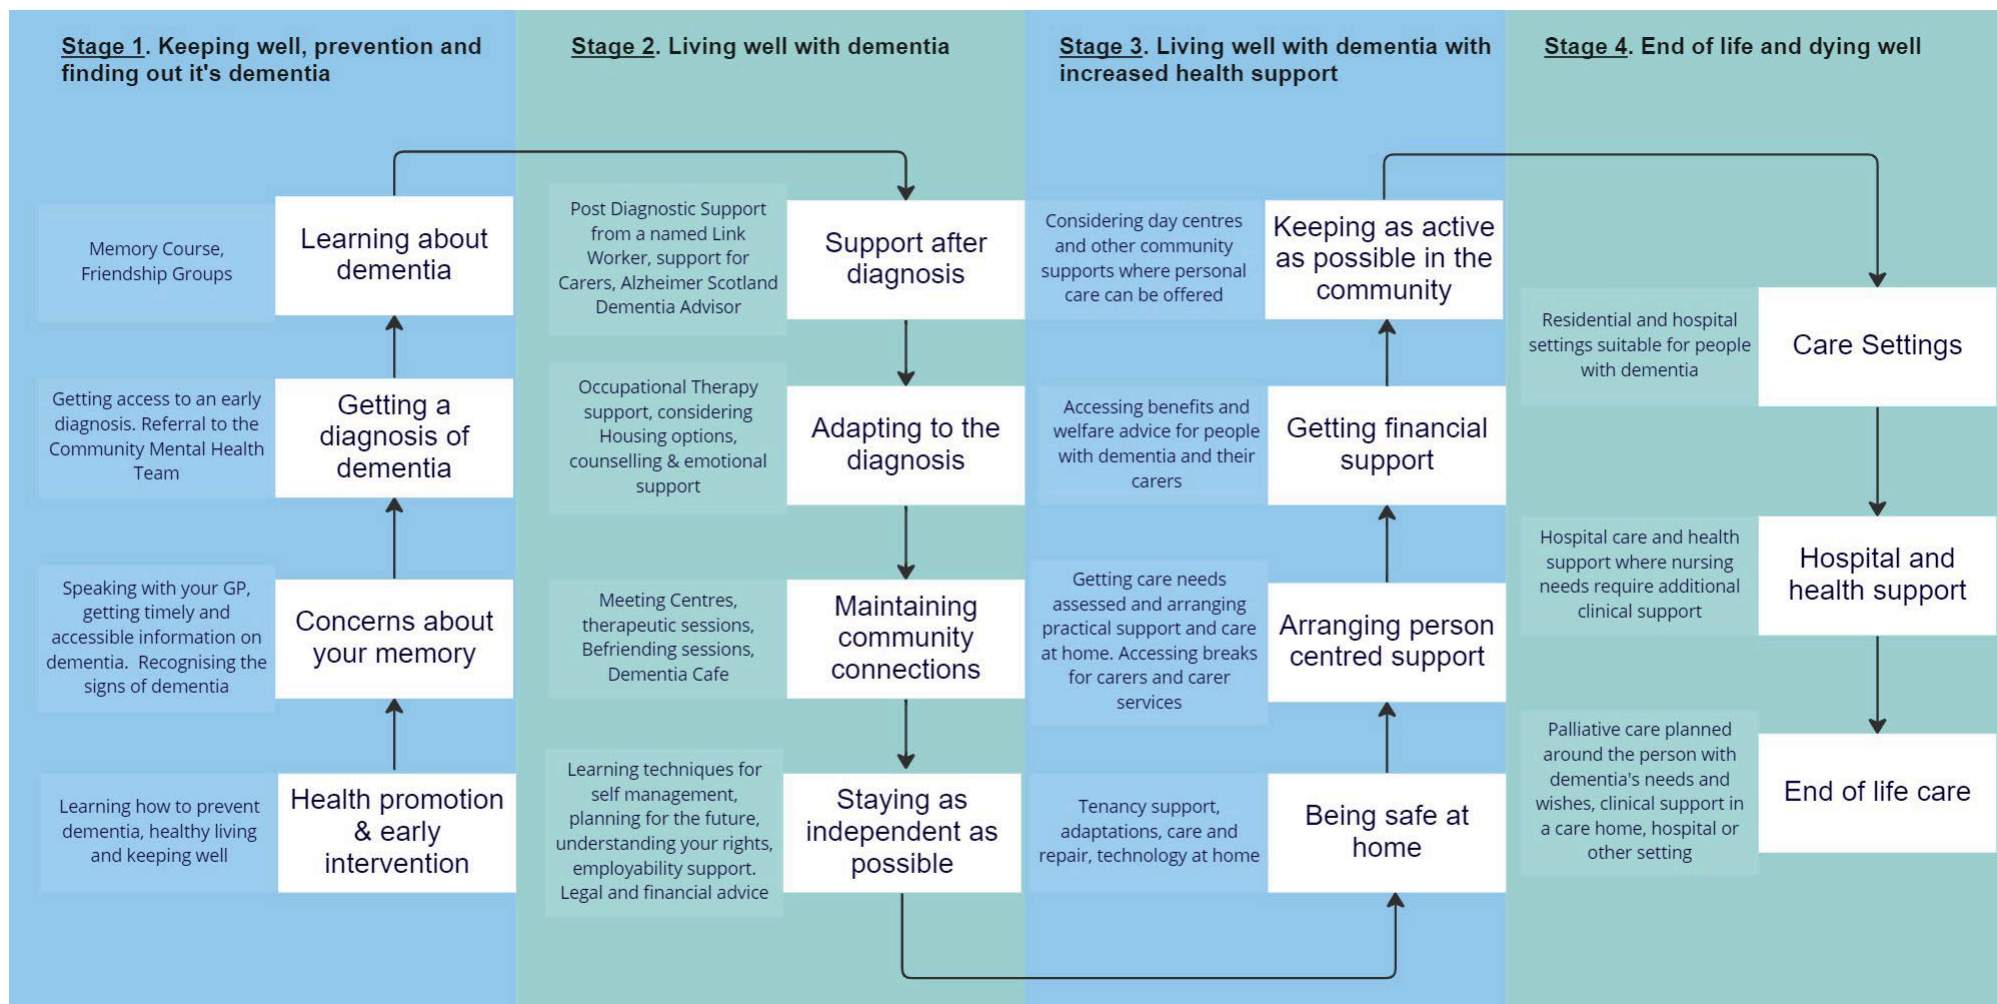 Stage 1. Keeping well, prevention and
finding out it's dementia
Memory Course,
Friendship Groups
Learning about
dementia
Getting access to an early
diagnosis. Referral to the
Community Mental Health
Team
Getting a
diagnosis of
dementia
Speaking with your GP,
getting timely and
accessible information on
dementia.  Recognising the
signs of dementia
Concerns about
your memory
Learning how to prevent
dementia, healthy living
and keeping well
Health promotion
& early
intervention
Stage 2. Living well with dementia
Post Diagnostic Support
from a named Link
Worker, support for
Carers, Alzheimer Scotland
Dementia Advisor
Support after
diagnosis
Occupational Therapy
support, considering
Housing options,
counselling & emotional
support
Adapting to the
diagnosis
Meeting Centres,
therapeutic sessions,
Befriending sessions,
Dementia Cafe
Maintaining
community
connections
Learning techniques for
self management,
planning for the future,
understanding your rights,
employability support.
Legal and financial advice
Staying as
independent as
possible
Stage 3. Living well with dementia with
increased health support
Considering day centres
and other community
supports where personal
care can be offered
Keeping as active
as possible in the
community
Accessing benefits and
welfare advice for people
with dementia and their
carers
Getting financial
support
Getting care needs
assessed and arranging
practical support and care
at home. Accessing breaks
for carers and carer
services
Arranging person
centred support
Tenancy support,
adaptations, care and
repair, technology at home
Being safe at
home
Stage 4. End of life and dying well
Residential and hospital
settings suitable for people
with dementia
Care Settings
Hospital care and health
support where nursing
needs require additional
clinical support
Hospital and
health support
Palliative care planned
around the person with
dementia's needs and
wishes, clinical support in
a care home, hospital or
other setting
End of life care